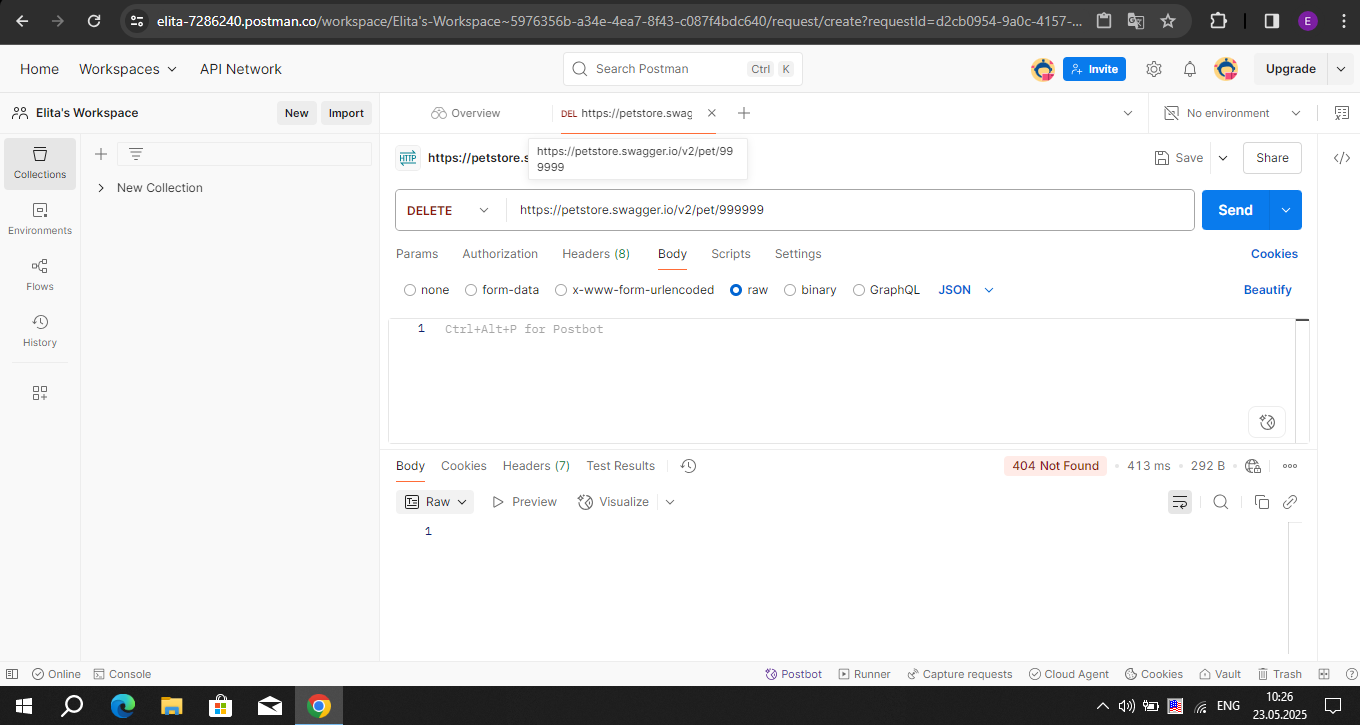 elita-7286240.postman.co/workspace/Elita's-Workspace~5976356b-a34e-4ea7-8f43-c087f4bdc640/request/create?requestId=d2cb0954-9a0c-4157-...
E
Home Workspaces API Network Search Postman Ctrl K Invite Upgrade
Elita's Workspace New Import Overview DEL https://petstore.swag No environment
https://petstore.swagger.io/v2/pet/99
9999
HTTP https://petstore.s Save Share
Collections
New Collection
DELETE https://petstore.swagger.io/v2/pet/999999 Send
Environments
Params Authorization Headers (8) Body Scripts Settings Cookies
Flows
none form-data x-www-form-urlencoded raw binary GraphQL JSON Beautify
History
1 Ctrl+Alt+P for Postbot
Body Cookies Headers (7) Test Results 404 Not Found 413 ms 292 B
Raw Preview Visualize
1
Online Console Postbot Runner Capture requests Cloud Agent Cookies Vault Trash
ENG
10:26
23.05.2025